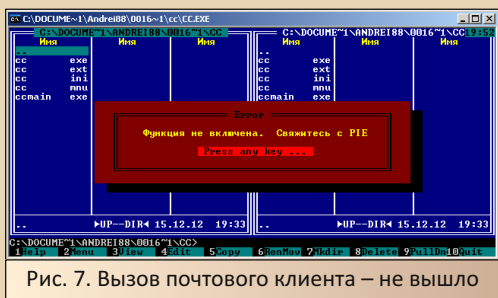 C:\DOCUME~1\Andrei88\0016~1\cc\CC.EXE
C:\DOCUME~1\ANDREI88\0016~1\CC
C:\DOCUME~1\ANDREI88\0016~1\CC 19:52
Имя Имя Имя Имя Имя Имя
.. ..
cc exe cc exe
cc ext cc ext
cc ini cc ini
cc mnu cc mnu
ccmain exe ccmain exe
Error
Функция не включена. Свяжитесь с PIE
Press any key ...
.. ►UP--DIR◄ 15.12.12 19:33 .. ►UP--DIR◄ 15.12.12 19:33
C:\DOCUME~1\ANDREI88\0016~1\CC>
1Help 2Menu 3View 4Edit 5Copy 6RenMov 7Mkdir 8Delete 9PullDn 10Quit
Рис. 7. Вызов почтового клиента – не вышло